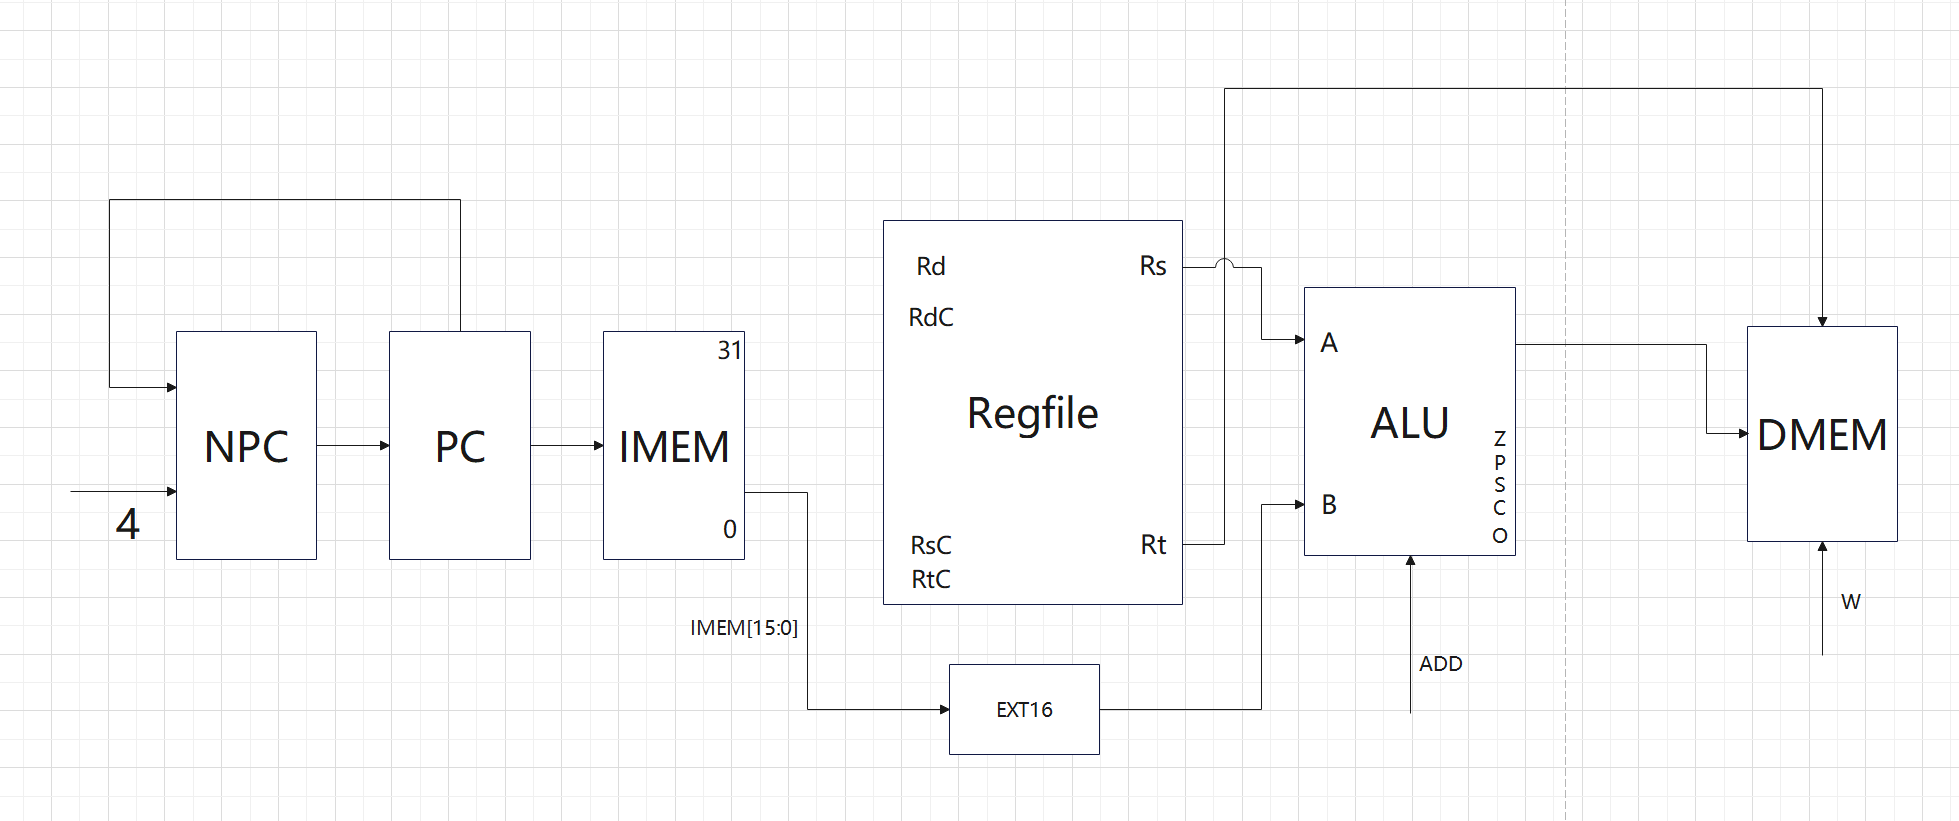 NPC
4
PC
31
IMEM
0
IMEM[15:0]
Rd
Rs
RdC
Regfile
RsC
Rt
RtC
EXT16
A
ALU
B
Z
P
S
C
O
ADD
DMEM
W